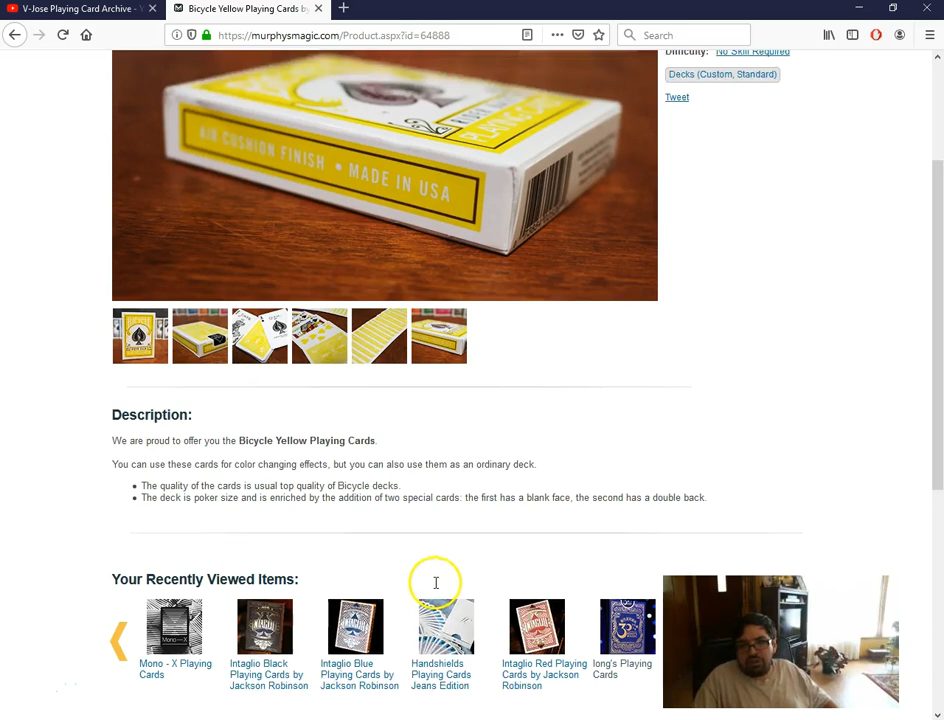 V-Jose Playing Card Archive - Y
Bicycle Yellow Playing Cards by
https://murphysmagic.com/Product.aspx?id=64888
Search
Difficulty: No Skill Required
Decks (Custom, Standard)
Tweet
PLAYING CARDS
AIR CUSHION FINISH • MADE IN USA
Description:
We are proud to offer you the Bicycle Yellow Playing Cards.
You can use these cards for color changing effects, but you can also use them as an ordinary deck.
The quality of the cards is usual top quality of Bicycle decks.
The deck is poker size and is enriched by the addition of two special cards: the first has a blank face, the second has a double back.
Your Recently Viewed Items:
Mono - X Playing Cards
Intaglio Black Playing Cards by Jackson Robinson
Intaglio Blue Playing Cards by Jackson Robinson
Handshields Playing Cards Jeans Edition
Intaglio Red Playing Cards by Jackson Robinson
long's Playing Cards